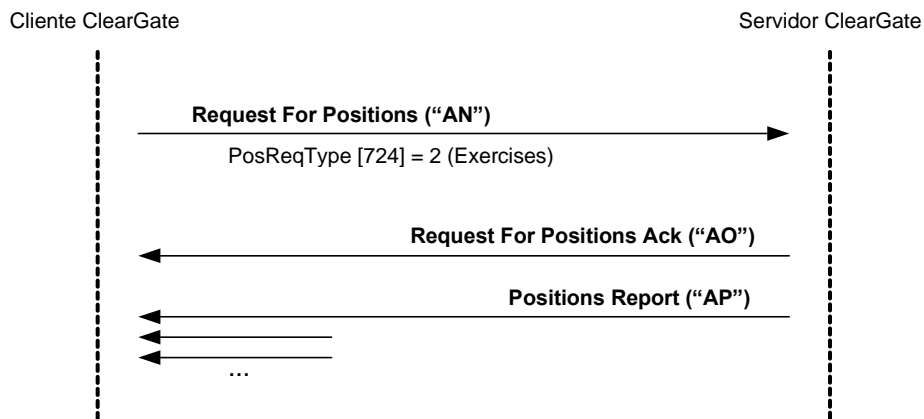 Cliente ClearGate
Servidor ClearGate
Request For Positions (“AN”)
PosReqType [724] = 2 (Exercises)
Request For Positions Ack (“AO”)
Positions Report (“AP”)
...